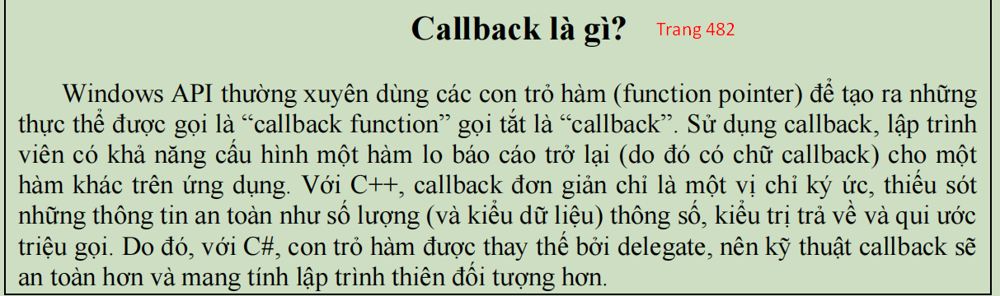 Callback là gì? Trang 482
Windows API thường xuyên dùng các con trỏ hàm (function pointer) để tạo ra những
thực thể được gọi là “callback function” gọi tắt là “callback”. Sử dụng callback, lập trình
viên có khả năng cấu hình một hàm lo báo cáo trở lại (do đó có chữ callback) cho một
hàm khác trên ứng dụng. Với C++, callback đơn giản chỉ là một vị chỉ ký ức, thiếu sót
những thông tin an toàn như số lượng (và kiểu dữ liệu) thông số, kiểu trị trả về và qui ước
triệu gọi. Do đó, với C#, con trỏ hàm được thay thế bởi delegate, nên kỹ thuật callback sẽ
an toàn hơn và mang tính lập trình thiên đối tượng hơn.